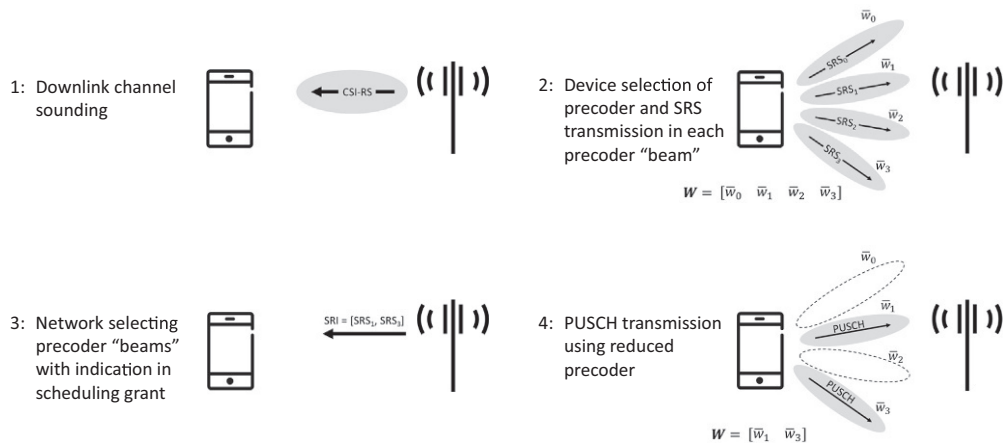 1: Downlink channel
sounding
CSI-RS
2: Device selection of
precoder and SRS
transmission in each
precoder “beam”
SRS₀
w̅₀
SRS₁
w̅₁
SRS₂
w̅₂
SRS₃
w̅₃
W = [w̅₀ w̅₁ w̅₂ w̅₃]
3: Network selecting
precoder “beams”
with indication in
scheduling grant
SRI = [SRS₁, SRS₃]
4: PUSCH transmission
using reduced
precoder
w̅₀
w̅₁
PUSCH
w̅₂
PUSCH
w̅₃
W = [w̅₁ w̅₃]